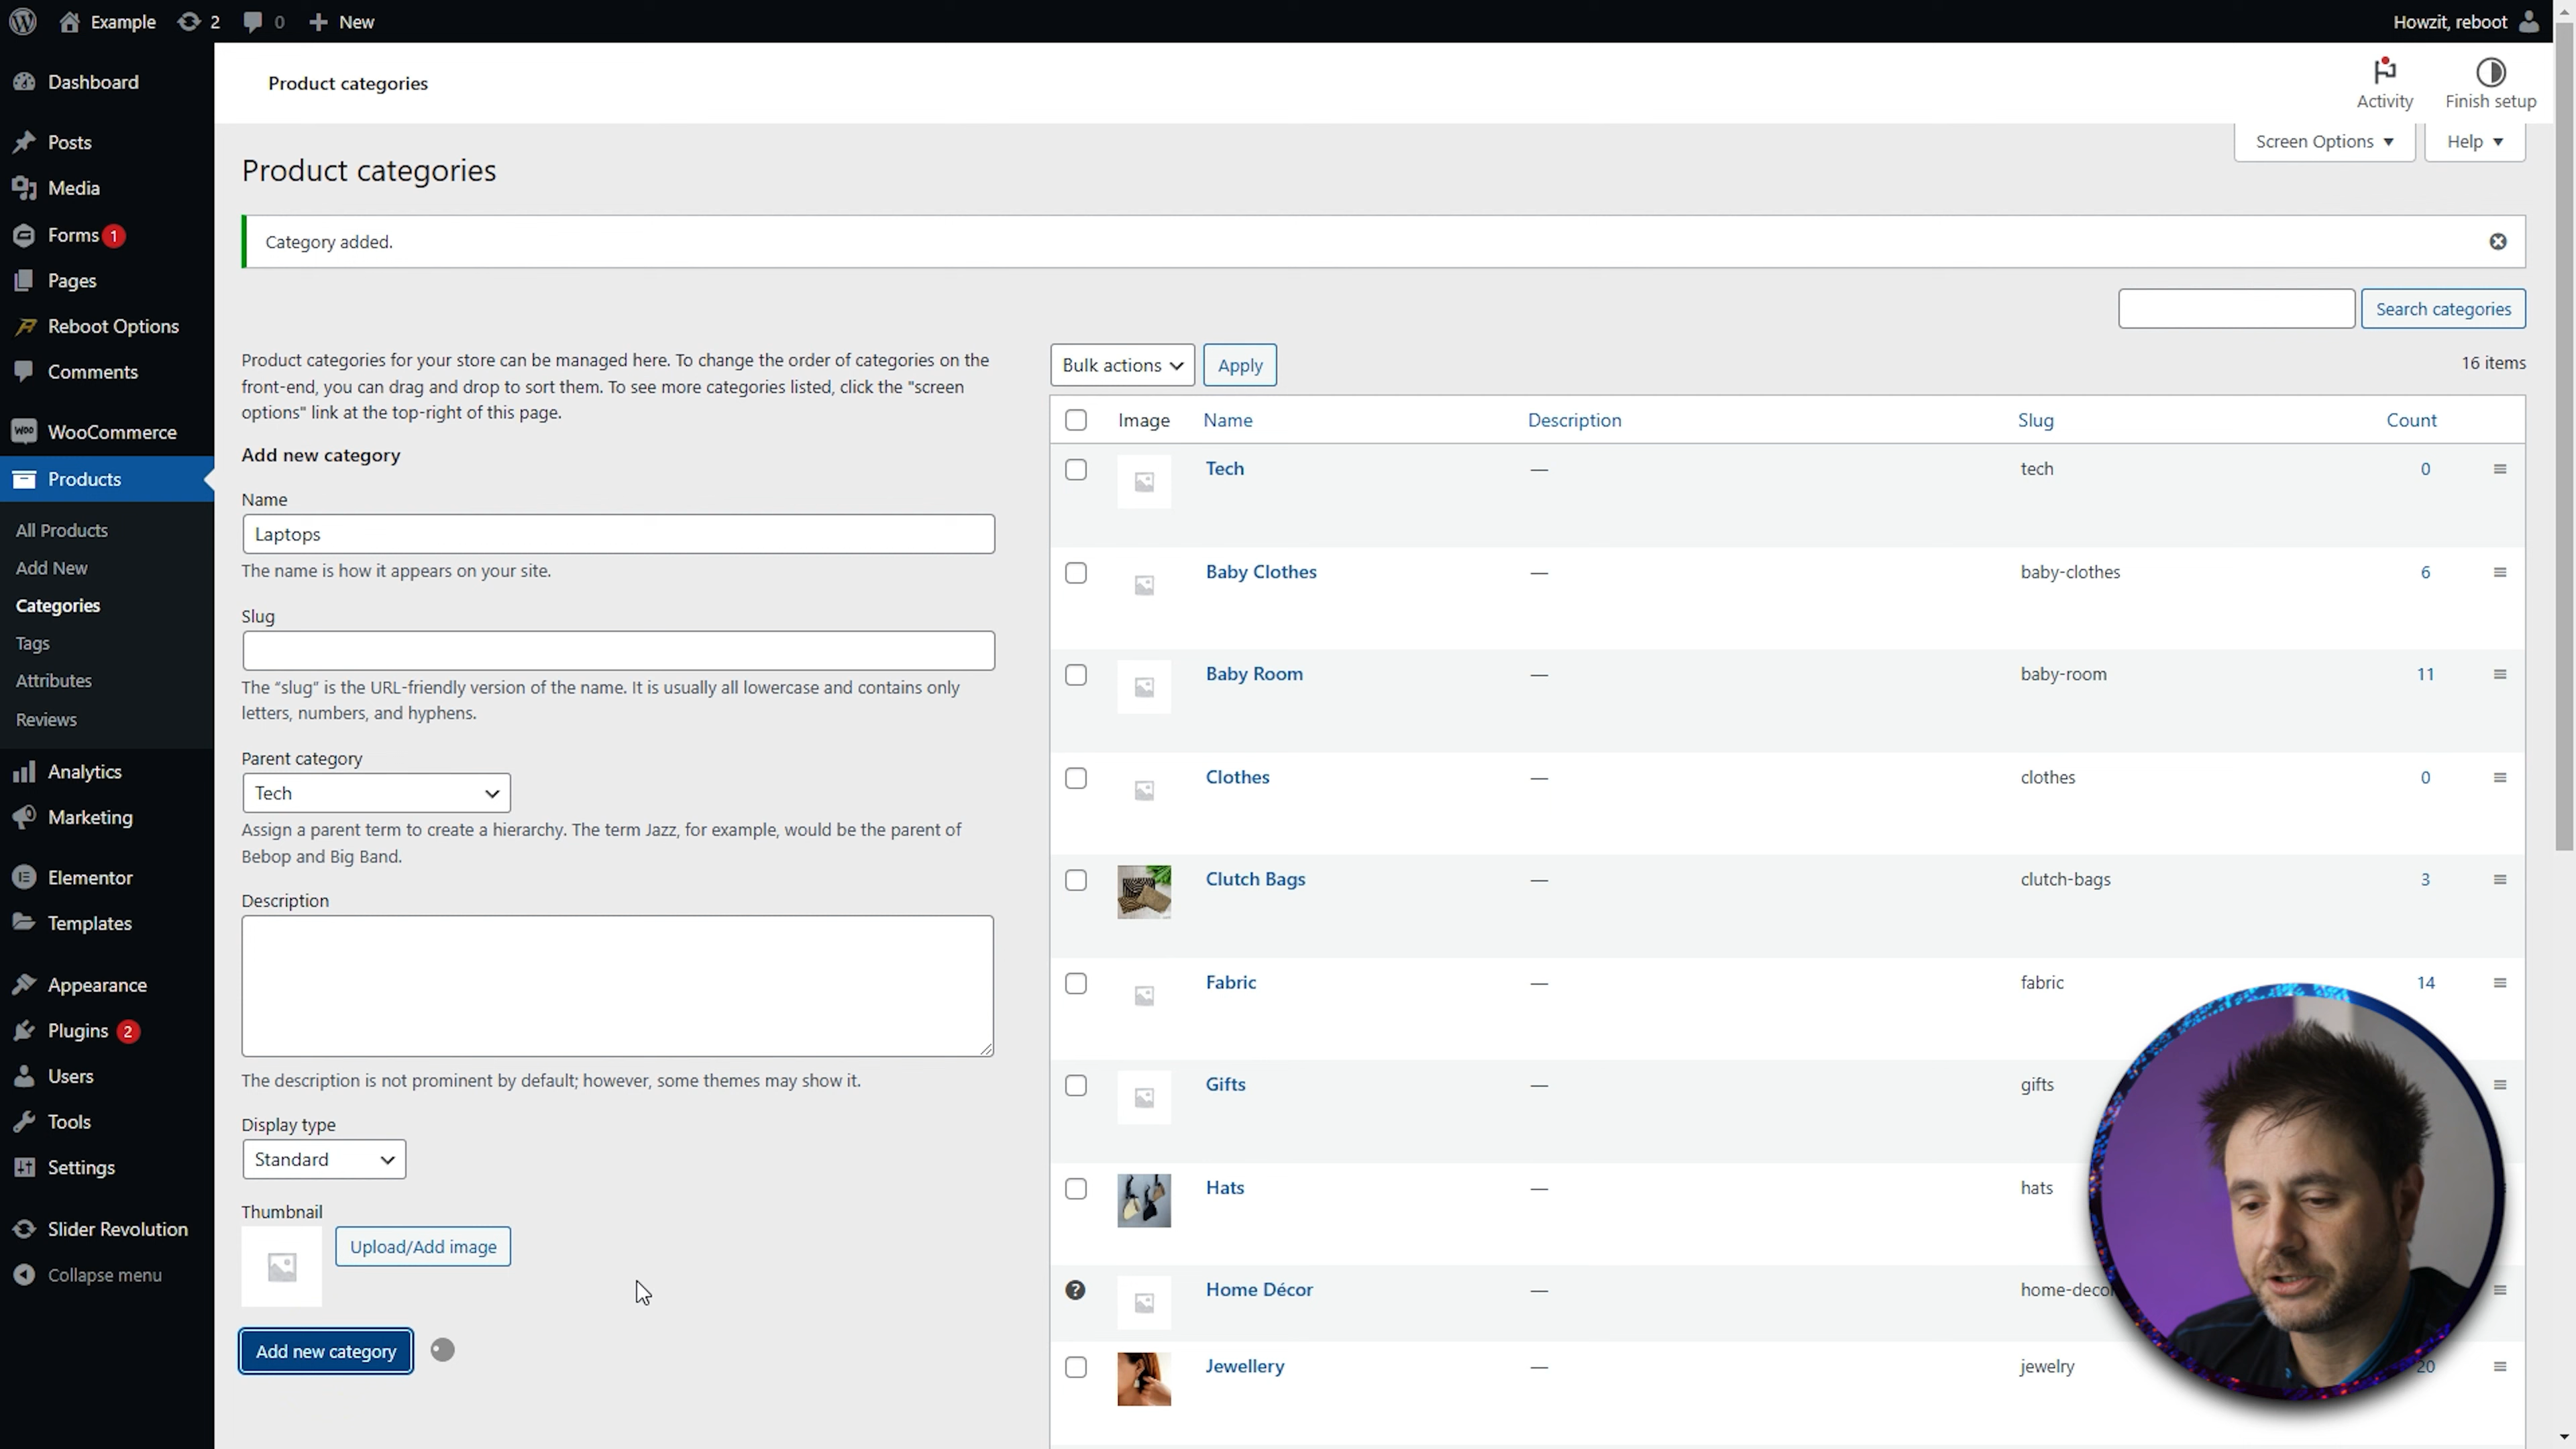 Example 2 0 New Howzit, reboot
Product categories
Activity Finish setup
Screen Options Help
Dashboard
Posts
Media
Forms 1
Pages
Reboot Options
Comments
WooCommerce
Products
All Products
Add New
Categories
Tags
Attributes
Reviews
Analytics
Marketing
Elementor
Templates
Appearance
Plugins 2
Users
Tools
Settings
Slider Revolution
Collapse menu
Product categories
Category added.
Search categories
Product categories for your store can be managed here. To change the order of categories on the
front-end, you can drag and drop to sort them. To see more categories listed, click the "screen
options" link at the top-right of this page.
Add new category
Name
Laptops
The name is how it appears on your site.
Slug
The “slug” is the URL-friendly version of the name. It is usually all lowercase and contains only
letters, numbers, and hyphens.
Parent category
Tech
Assign a parent term to create a hierarchy. The term Jazz, for example, would be the parent of
Bebop and Big Band.
Description
The description is not prominent by default; however, some themes may show it.
Display type
Standard
Thumbnail
Upload/Add image
Add new category
Bulk actions Apply 16 items
Image Name Description Slug Count
Tech — tech 0
Baby Clothes — baby-clothes 6
Baby Room — baby-room 11
Clothes — clothes 0
Clutch Bags — clutch-bags 3
Fabric — fabric 14
Gifts — gifts
Hats — hats
? Home Décor — home-decor
Jewellery — jewelry 20